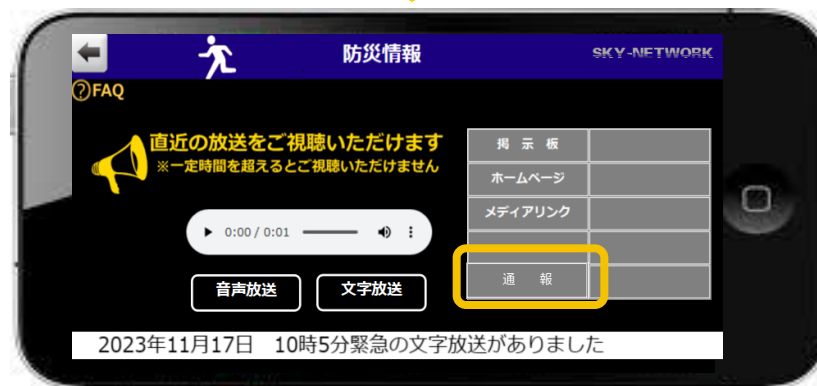 防災情報
SKY-NETWORK
?FAQ
直近の放送をご視聴いただけます
※一定時間を超えるとご視聴いただけません
0:00 / 0:01
音声放送
文字放送
掲 示 板
ホームページ
メディアリンク
通 報
2023年11月17日 10時5分緊急の文字放送がありました